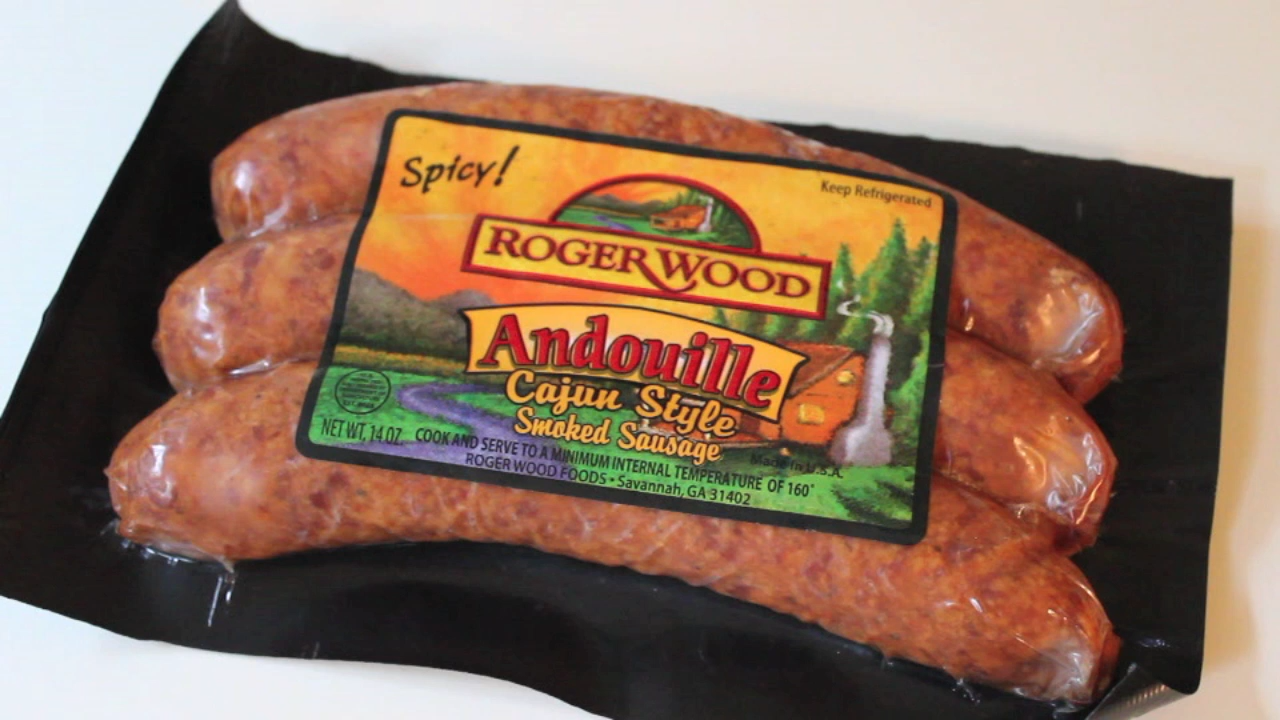 Spicy!
Keep Refrigerated
ROGER WOOD
Andouille
Cajun Style
Smoked Sausage
Made in U.S.A.
NET WT. 14 OZ.
COOK AND SERVE TO A MINIMUM INTERNAL TEMPERATURE OF 160°
ROGER WOOD FOODS • Savannah, GA 31402